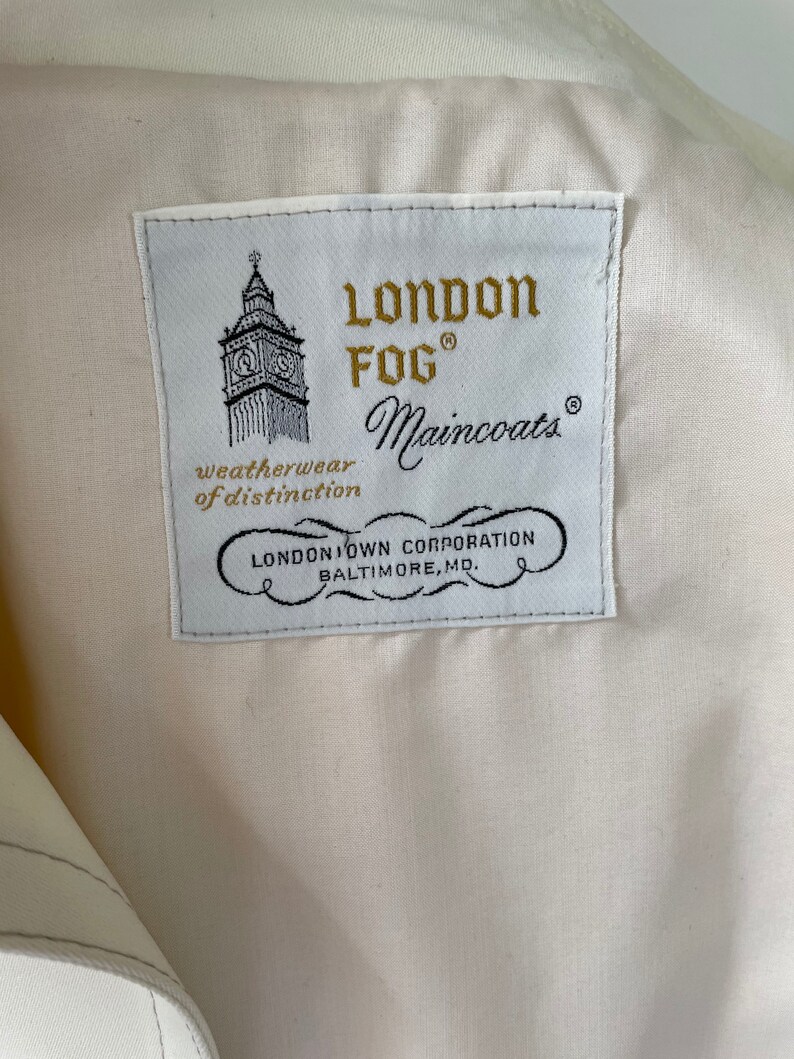 LONDON
FOG®
Maincoats®
weatherwear
of distinction
LONDONTOWN CORPORATION
BALTIMORE, MD.